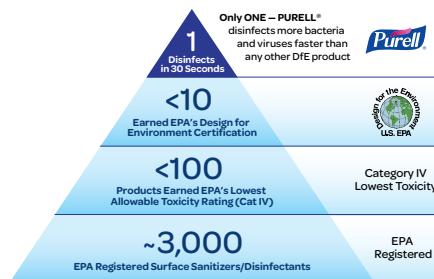 Only ONE – PURELL®
disinfects more bacteria
and viruses faster than
any other DfE product
Purell
1
Disinfects
in 30 Seconds
<10
Earned EPA's Design for
Environment Certification
Design for the Environment
U.S. EPA
<100
Products Earned EPA's Lowest
Allowable Toxicity Rating (Cat IV)
Category IV
Lowest Toxicity
~3,000
EPA Registered Surface Sanitizers/Disinfectants
EPA
Registered